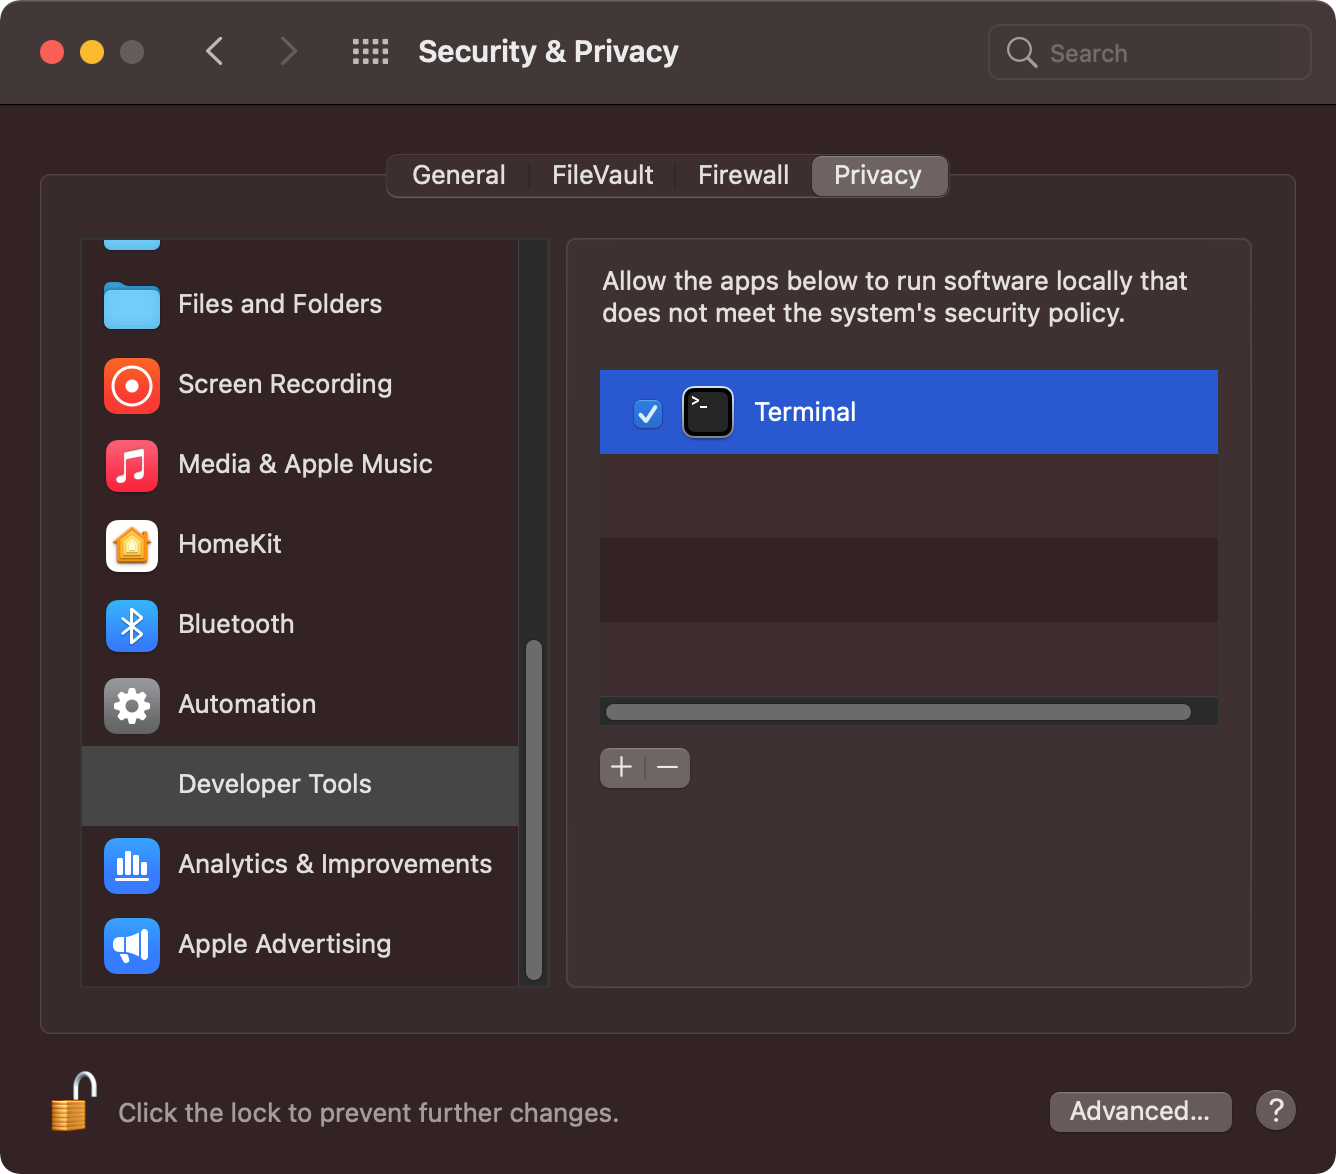 Security & Privacy
Search
General
FileVault
Firewall
Privacy
Files and Folders
Screen Recording
Media & Apple Music
HomeKit
Bluetooth
Automation
Developer Tools
Analytics & Improvements
Apple Advertising
Allow the apps below to run software locally that
does not meet the system's security policy.
>_
Terminal
+ −
Click the lock to prevent further changes.
Advanced...
?